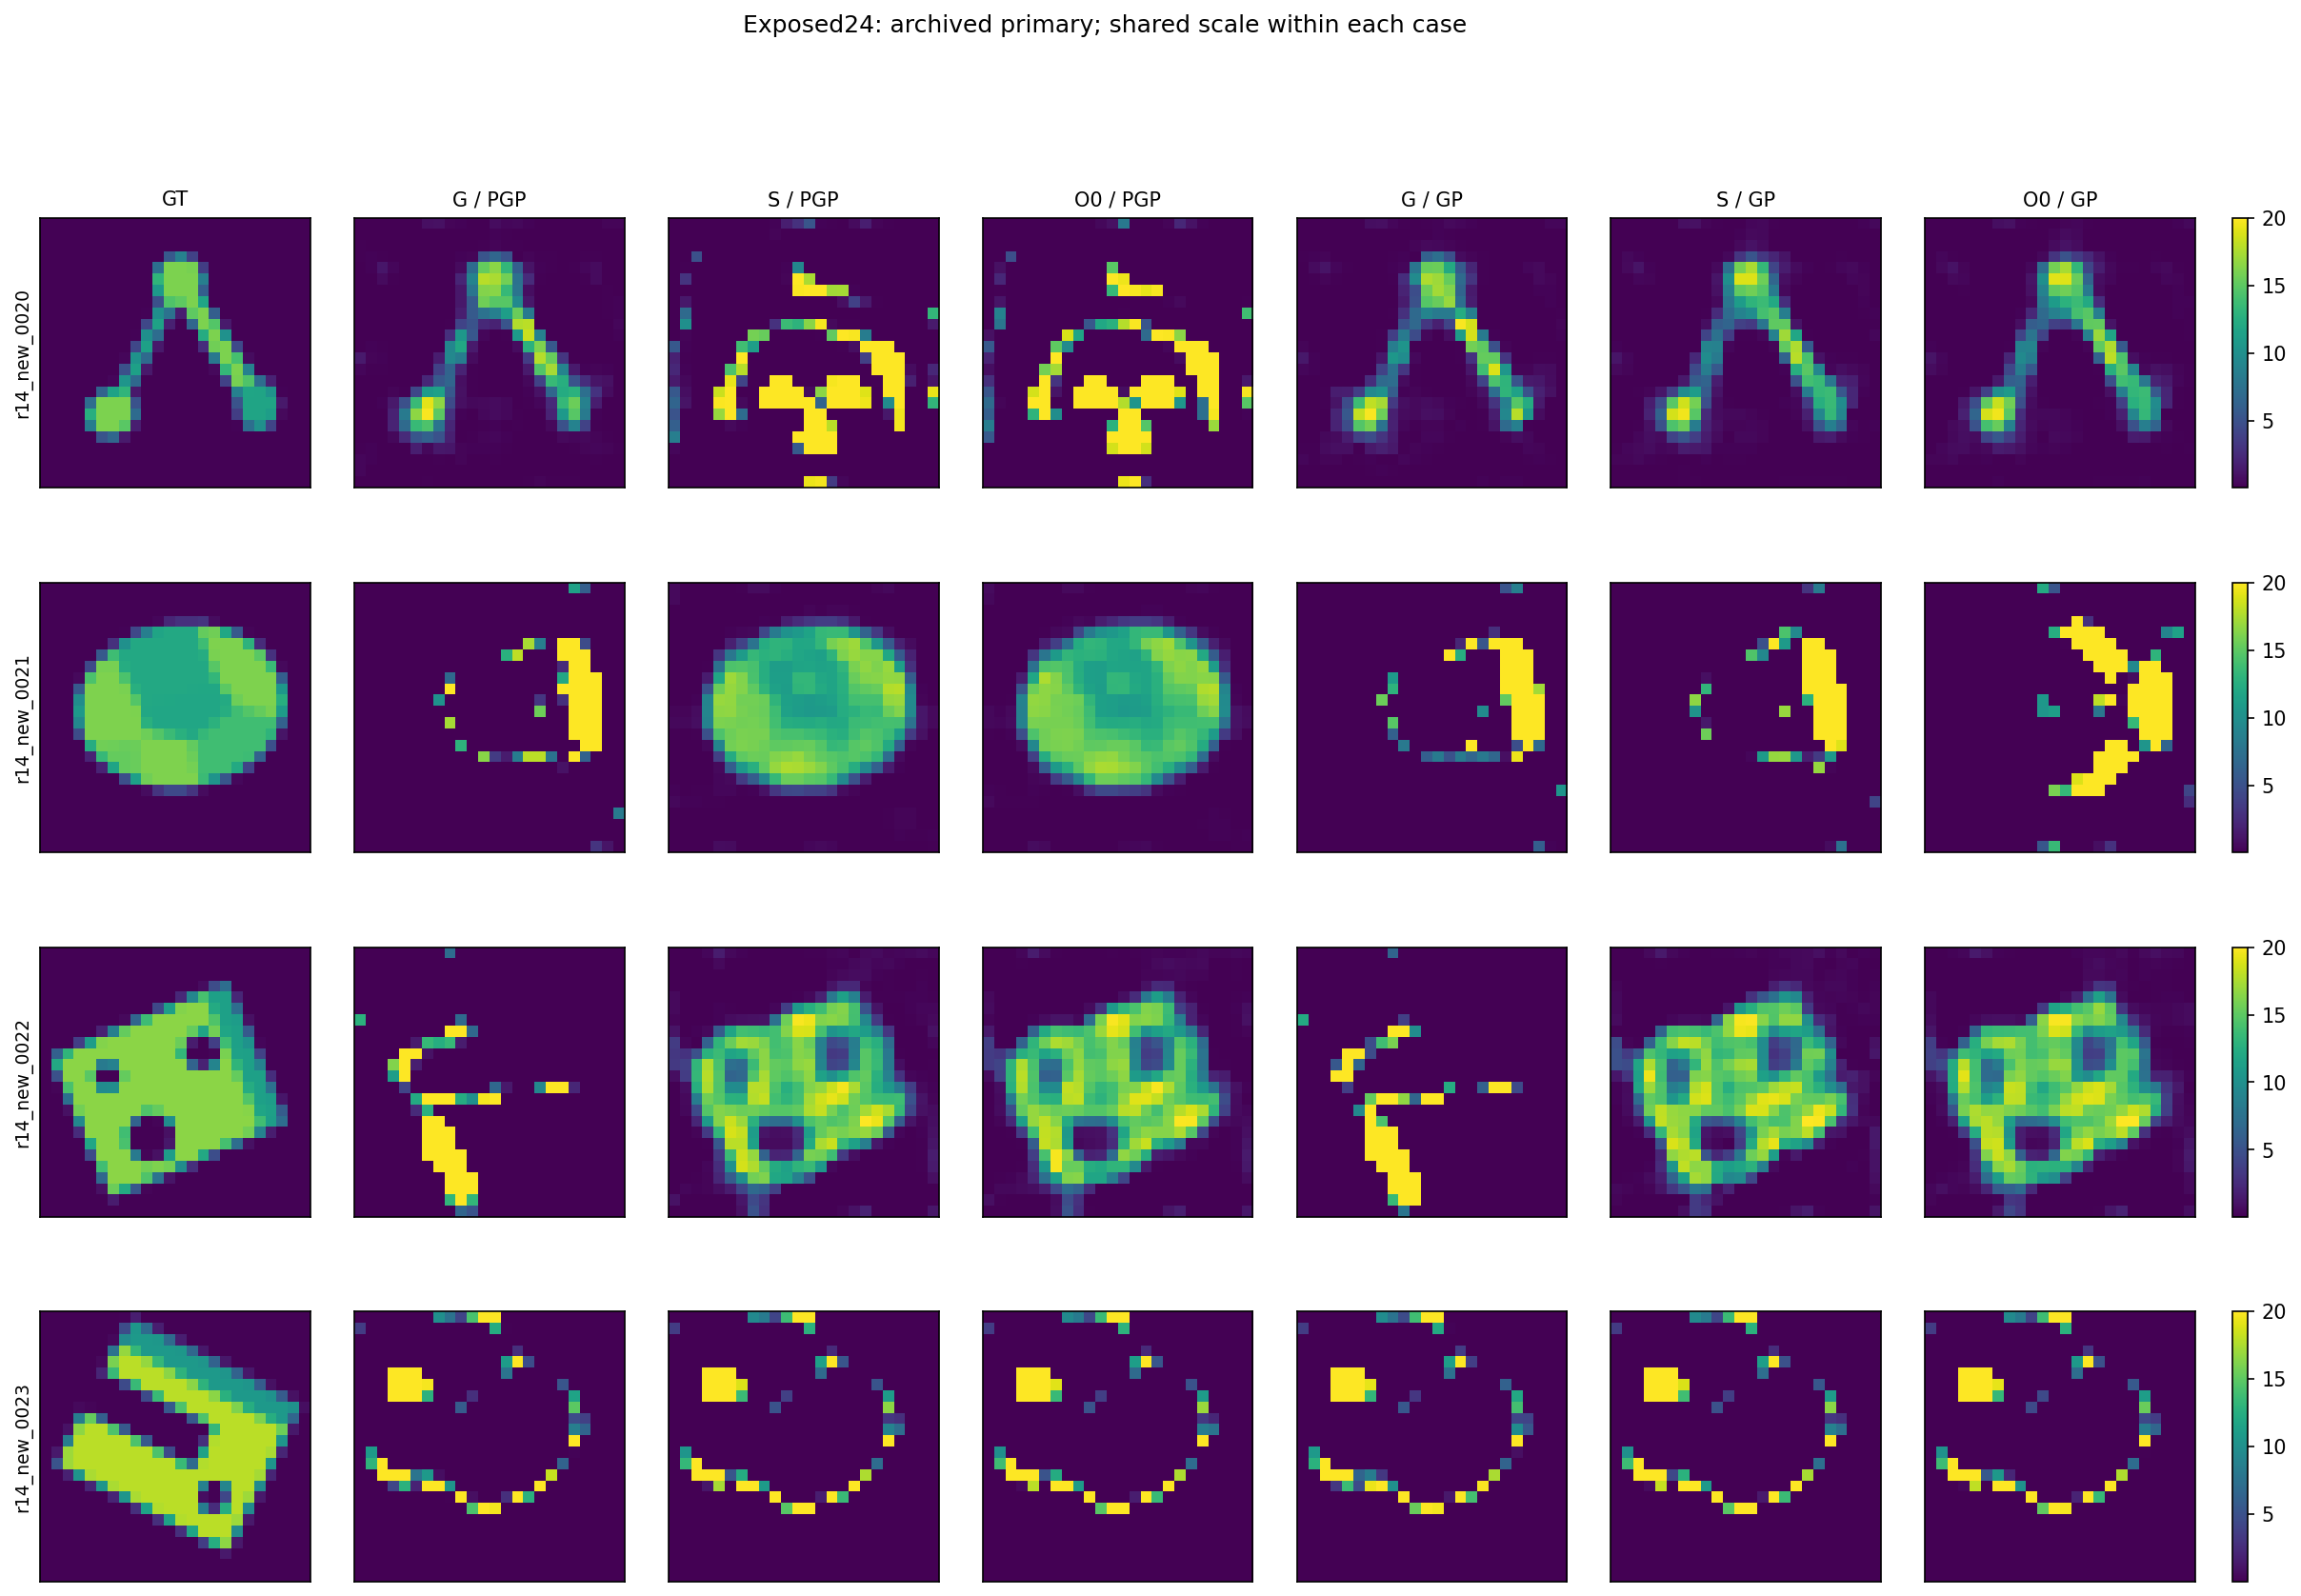 Exposed24: archived primary; shared scale within each case
GT G / PGP S / PGP O0 / PGP G / GP S / GP O0 / GP
r14_new_0020
20
15
10
5
r14_new_0021
20
15
10
5
r14_new_0022
20
15
10
5
r14_new_0023
20
15
10
5